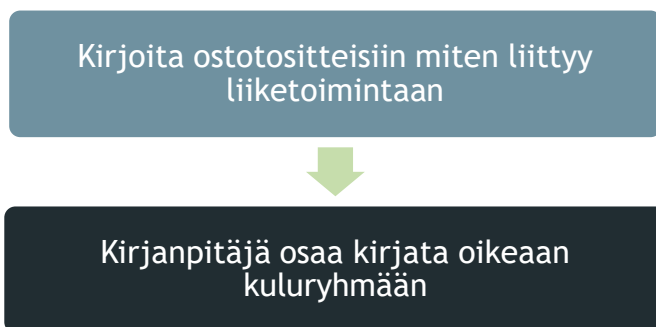 Kirjoita ostotositteisiin miten liittyy
liiketoimintaan
Kirjanpitäjä osaa kirjata oikeaan
kuluryhmään